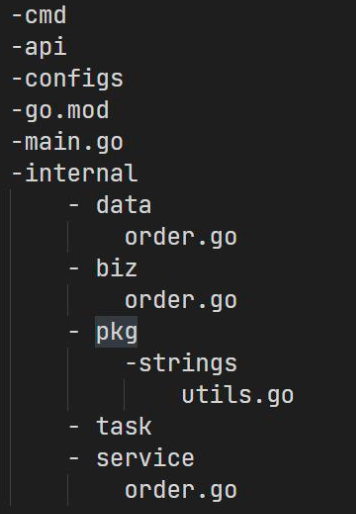 -cmd
-api
-configs
-go.mod
-main.go
-internal
- data
order.go
- biz
order.go
- pkg
-strings
utils.go
- task
- service
order.go